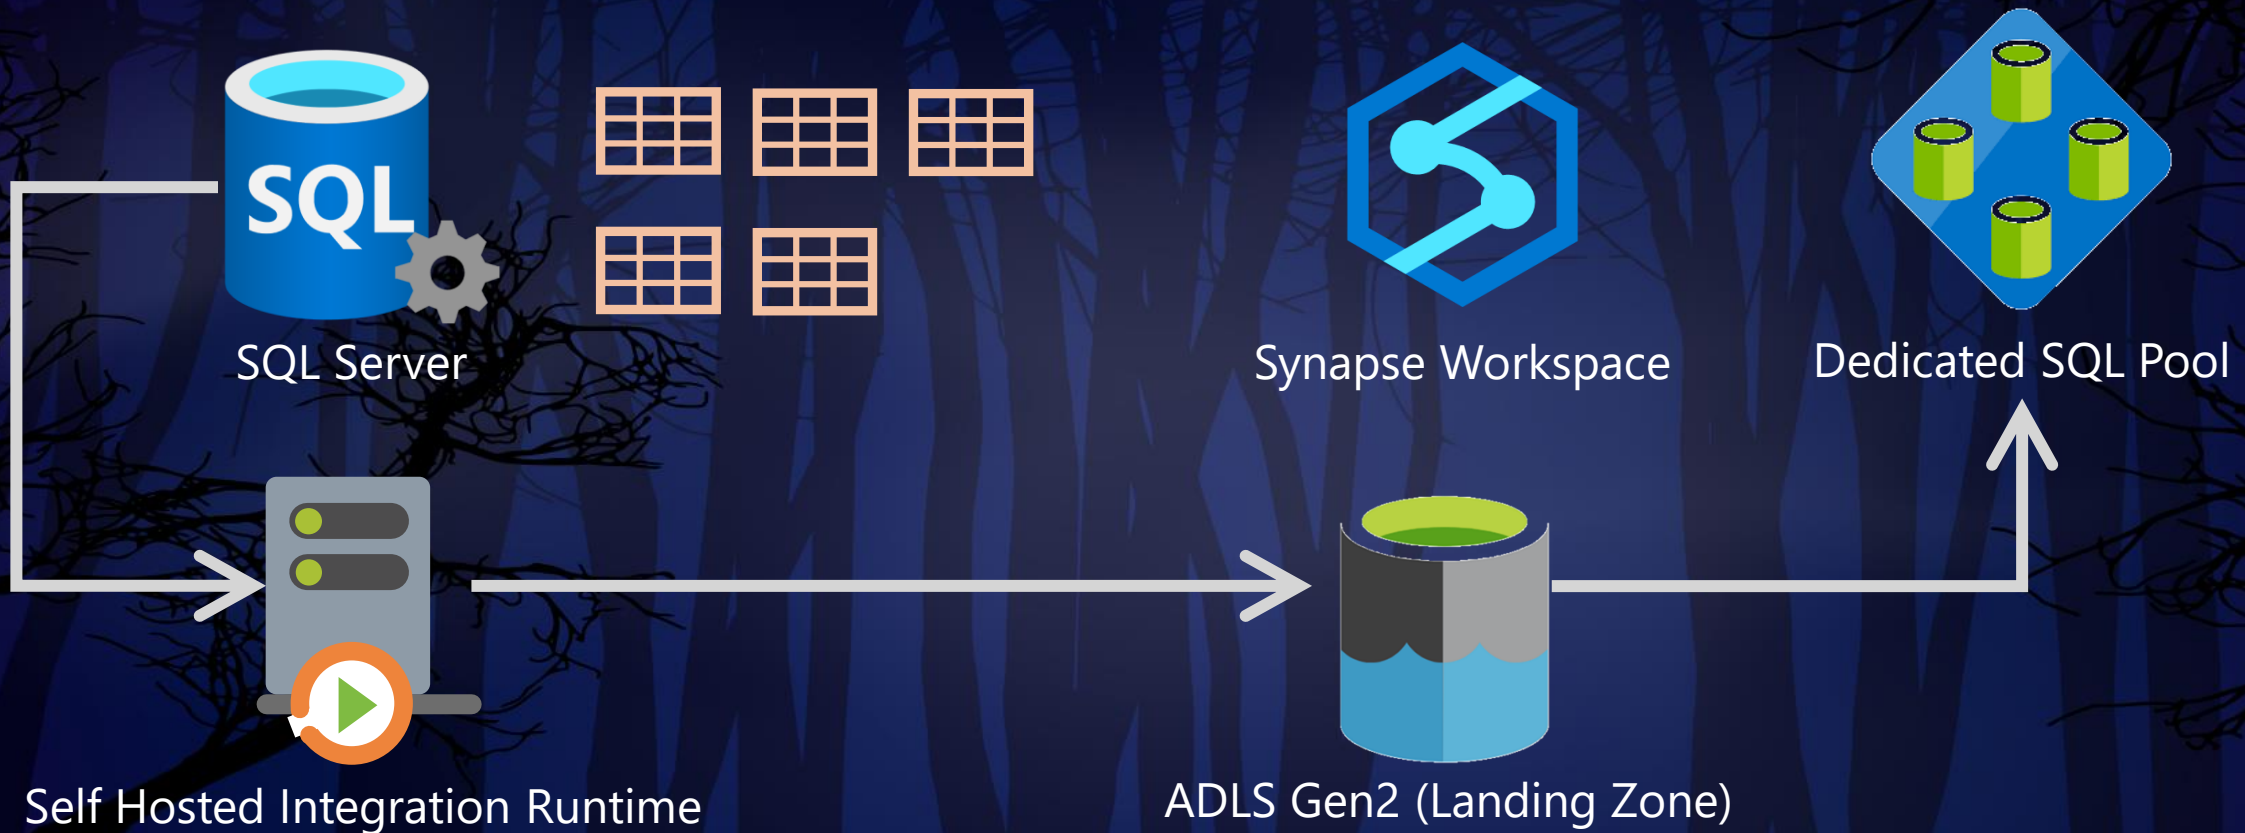 SQL
SQL Server
Synapse Workspace
Dedicated SQL Pool
Self Hosted Integration Runtime
ADLS Gen2 (Landing Zone)